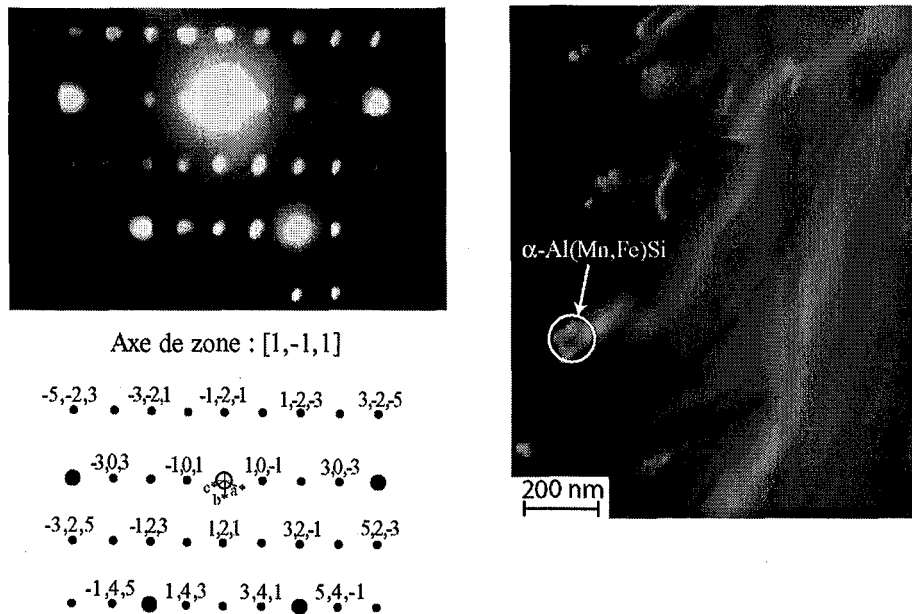 Axe de zone : [1,-1,1]
-5,-2,3 -3,-2,1 -1,-2,-1 1,-2,-3 3,-2,-5
-3,0,3 -1,0,1 1,0,-1 3,0,-3
c* a*
b*
-3,2,5 -1,2,3 1,2,1 3,2,-1 5,2,-3
-1,4,5 1,4,3 3,4,1 5,4,-1
α-Al(Mn,Fe)Si
200 nm